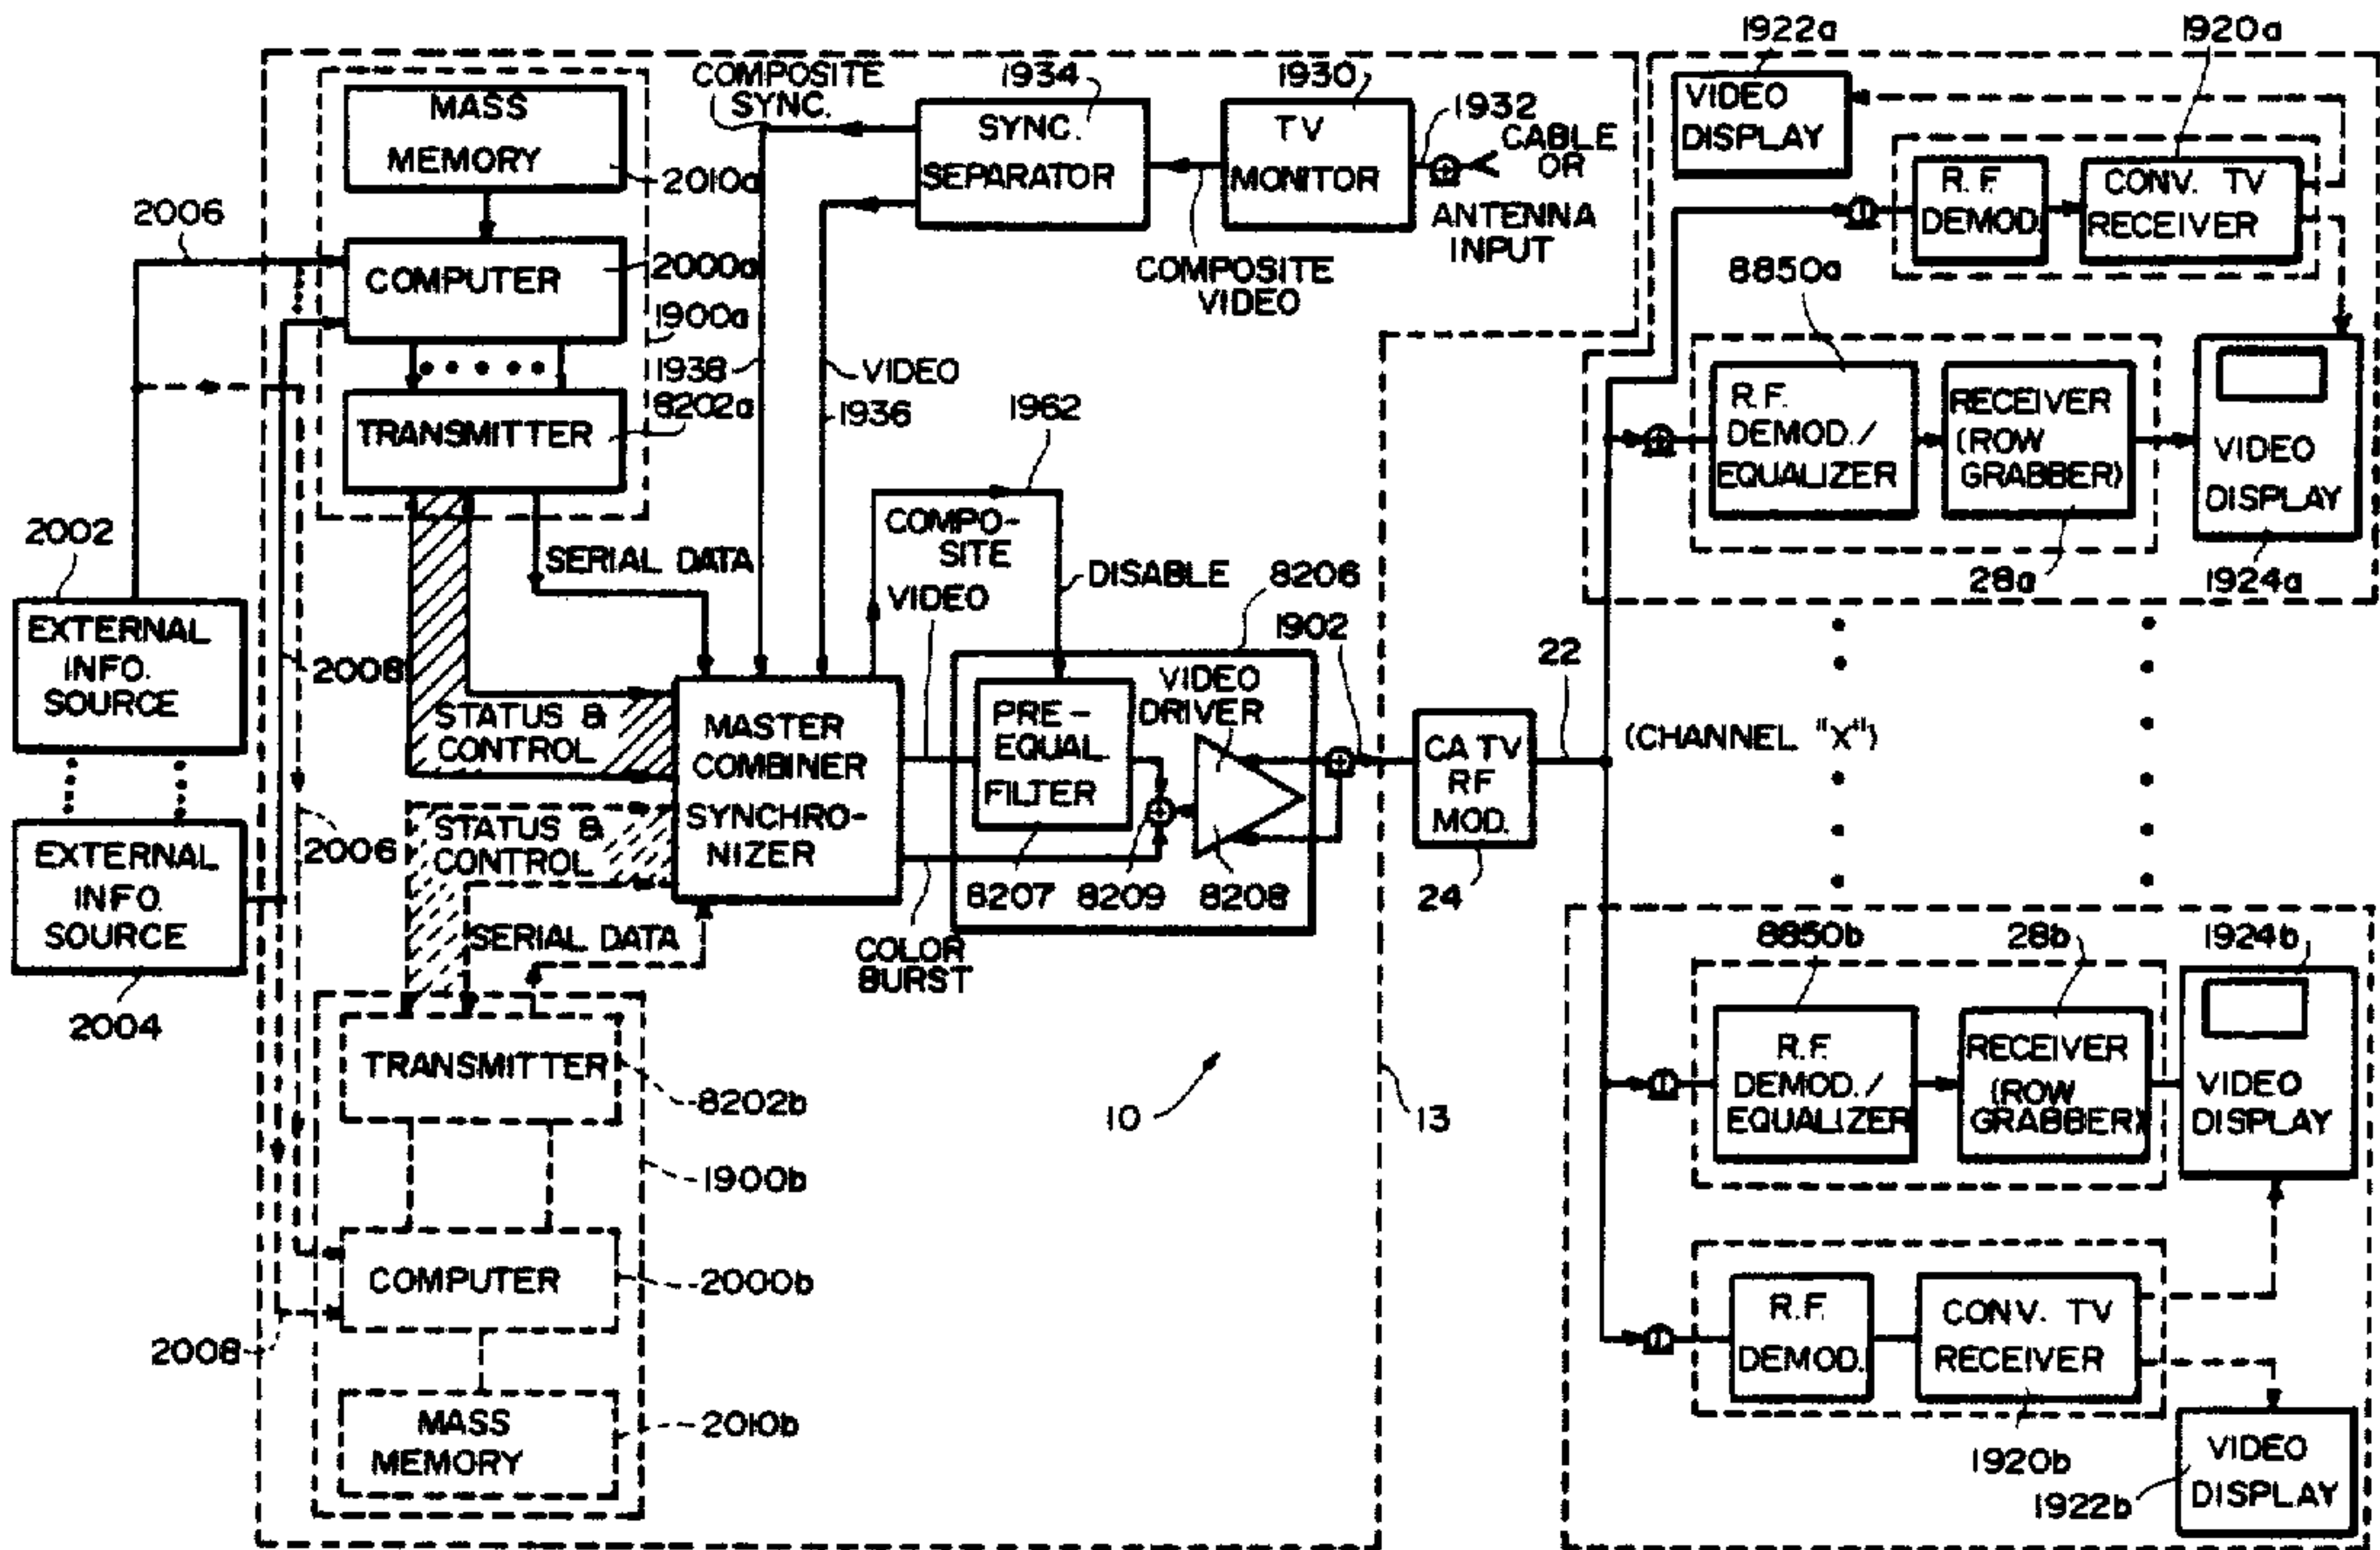 1922a
1920a
COMPOSITE
SYNC.
1934
1930
1932
CABLE
OR
ANTENNA
INPUT
MASS
MEMORY
2010a
SYNC.
SEPARATOR
TV
MONITOR
COMPOSITE
VIDEO
VIDEO
DISPLAY
R.F.
DEMOD.
CONV. TV
RECEIVER
2006
COMPUTER
2000a
1900a
1938
VIDEO
1936
8202a
TRANSMITTER
1962
8850a
R.F.
DEMOD./
EQUALIZER
RECEIVER
(ROW
GRABBER)
VIDEO
DISPLAY
28a
1924a
2002
SERIAL DATA
COMPO-
SITE
VIDEO
DISABLE
8206
1902
EXTERNAL
INFO.
SOURCE
2008
STATUS &
CONTROL
MASTER
COMBINER
SYNCHRO-
NIZER
PRE-
EQUAL
FILTER
VIDEO
DRIVER
8207
8209
8208
CATV
RF
MOD.
24
22
(CHANNEL "X")
EXTERNAL
INFO.
SOURCE
2004
2006
STATUS &
CONTROL
SERIAL DATA
COLOR
BURST
TRANSMITTER
8202b
1900b
10
13
COMPUTER
2000b
2008
MASS
MEMORY
2010b
8850b
28b
1924b
R.F.
DEMOD./
EQUALIZER
RECEIVER
(ROW
GRABBER)
VIDEO
DISPLAY
R.F.
DEMOD.
CONV. TV
RECEIVER
1920b
1922b
VIDEO
DISPLAY